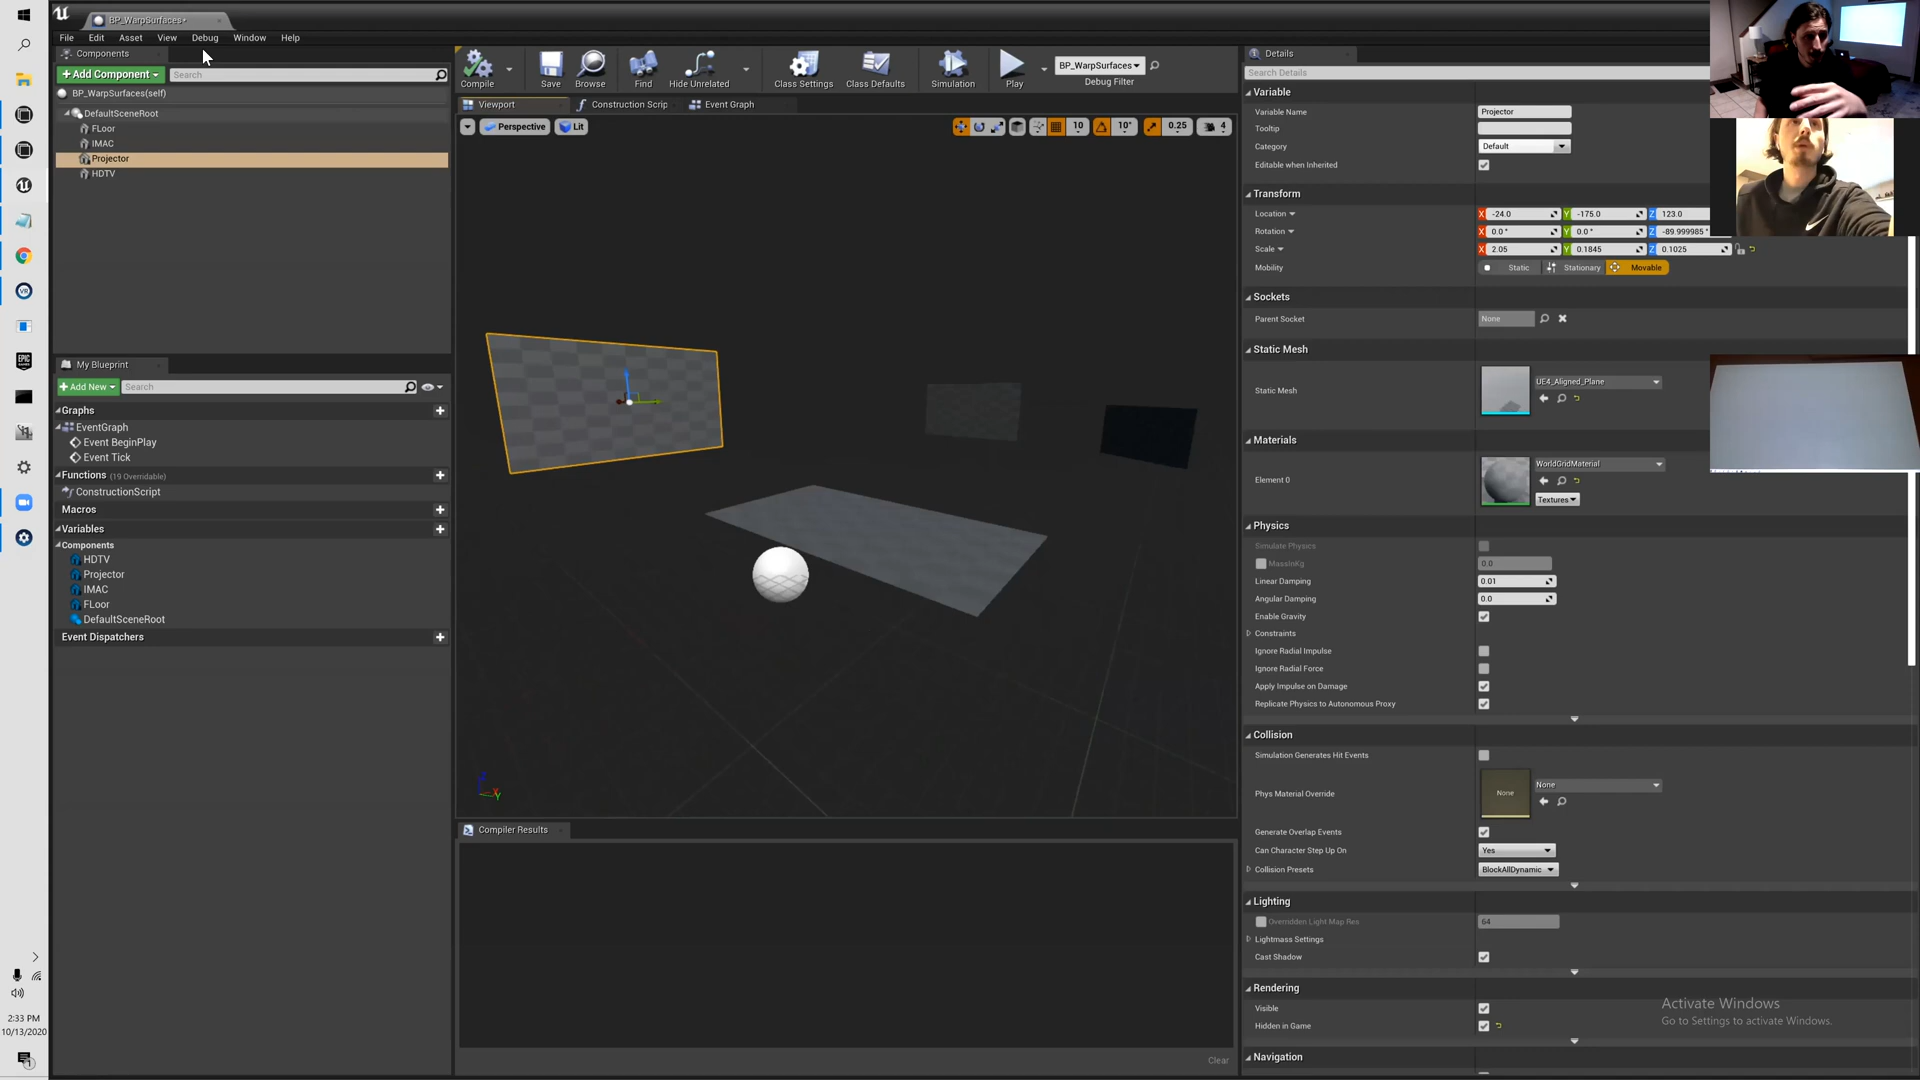 BP_WarpSurfaces*
File Edit Asset View Debug Window Help
Components
+Add Component Search
BP_WarpSurfaces(self)
DefaultSceneRoot
FLoor
IMAC
Projector
HDTV
My Blueprint
+Add New Search
Graphs
EventGraph
Event BeginPlay
Event Tick
Functions (19 Overridable)
ConstructionScript
Macros
Variables
Components
HDTV
Projector
IMAC
FLoor
DefaultSceneRoot
Event Dispatchers
Compile Save Browse Find Hide Unrelated Class Settings Class Defaults Simulation Play
BP_WarpSurfaces
Debug Filter
Viewport Construction Scrip Event Graph
Perspective Lit 10 10° 0.25 4
Compiler Results
Clear
Details
Search Details
Variable
Variable Name Projector
Tooltip
Category Default
Editable when Inherited
Transform
Location X -24.0 Y -175.0 Z 123.0
Rotation X 0.0° Y 0.0° Z -89.999985°
Scale X 2.05 Y 0.1845 Z 0.1025
Mobility Static Stationary Movable
Sockets
Parent Socket None
Static Mesh
Static Mesh UE4_Aligned_Plane
Materials
Element 0 WorldGridMaterial
Textures
Physics
Simulate Physics
MassInKg 0.0
Linear Damping 0.01
Angular Damping 0.0
Enable Gravity
Constraints
Ignore Radial Impulse
Ignore Radial Force
Apply Impulse on Damage
Replicate Physics to Autonomous Proxy
Collision
Simulation Generates Hit Events
Phys Material Override None None
Generate Overlap Events
Can Character Step Up On Yes
Collision Presets BlockAllDynamic
Lighting
Overridden Light Map Res 64
Lightmass Settings
Cast Shadow
Rendering
Visible
Hidden in Game
Navigation
Activate Windows
Go to Settings to activate Windows.
EPIC
2:33 PM
10/13/2020